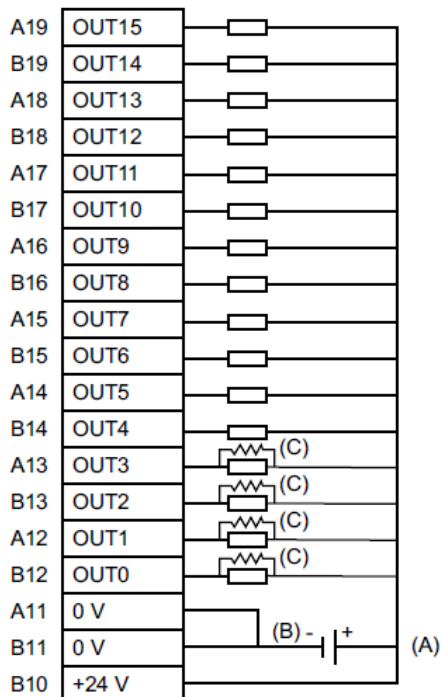 A19 OUT15
B19 OUT14
A18 OUT13
B18 OUT12
A17 OUT11
B17 OUT10
A16 OUT9
B16 OUT8
A15 OUT7
B15 OUT6
A14 OUT5
B14 OUT4
(C)
A13 OUT3
(C)
B13 OUT2
(C)
A12 OUT1
(C)
B12 OUT0
A11 0 V
B11 0 V (B) - + (A)
B10 +24 V